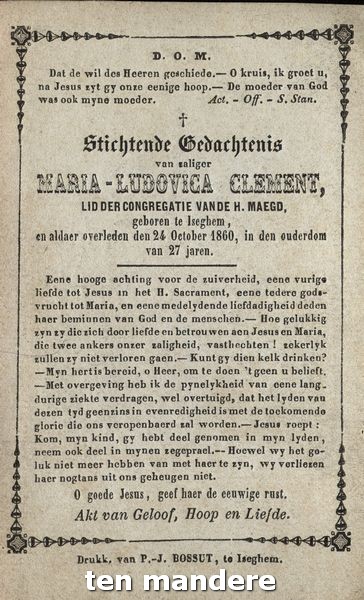 D. O. M.
Dat de wil des Heeren geschiede.— O kruis, ik groet u,
na Jesus zyt gy onze eenige hoop.— De moeder van God
was ook myne moeder. Act. - Off. - S. Stan.
†
Stichtende Gedachtenis
van zaliger
MARIA-LUDOVICA CLEMENT,
LID DER CONGREGATIE VAN DE H. MAEGD,
geboren te Iseghem,
en aldaer overleden den 24 October 1860, in den ouderdom
van 27 jaren.
Eene hooge achting voor de zuiverheid, eene vurige
liefde tot Jesus in het H. Sacrament, eene tedere gods-
vrucht tot Maria, en eene medelydende liefdadigheid deden
haer beminnen van God en de menschen.— Hoe gelukkig
zyn zy die zich door liefde en betrouwen aen Jesus en Maria,
die twee ankers onzer zaligheid, vasthechten! zekerlyk
zullen zy niet verloren gaen.— Kunt gy dien kelk drinken?
—Myn hert is bereid, o Heer, om te doen 't geen u belieft.
—Met overgeving heb ik de pynelykheid van eene lang-
durige ziekte verdragen, wel overtuigd, dat het lyden van
dezen tyd geenzins in evenredigheid is met de toekomende
glorie die ons veropenbaerd zal worden.— Jesus roept:
Kom, myn kind, gy hebt deel genomen in myn lyden,
neem ook deel in mynen zegeprael.— Hoewel wy het ge-
luk niet meer hebben van met haer te zyn, wy verliezen
haer nogtans uit ons geheugen niet.
O goede Jesus, geef haer de eeuwige rust.
Akt van Geloof, Hoop en Liefde.
Drukk. van P.-J. BOSSUT, te Iseghem.
ten mandere